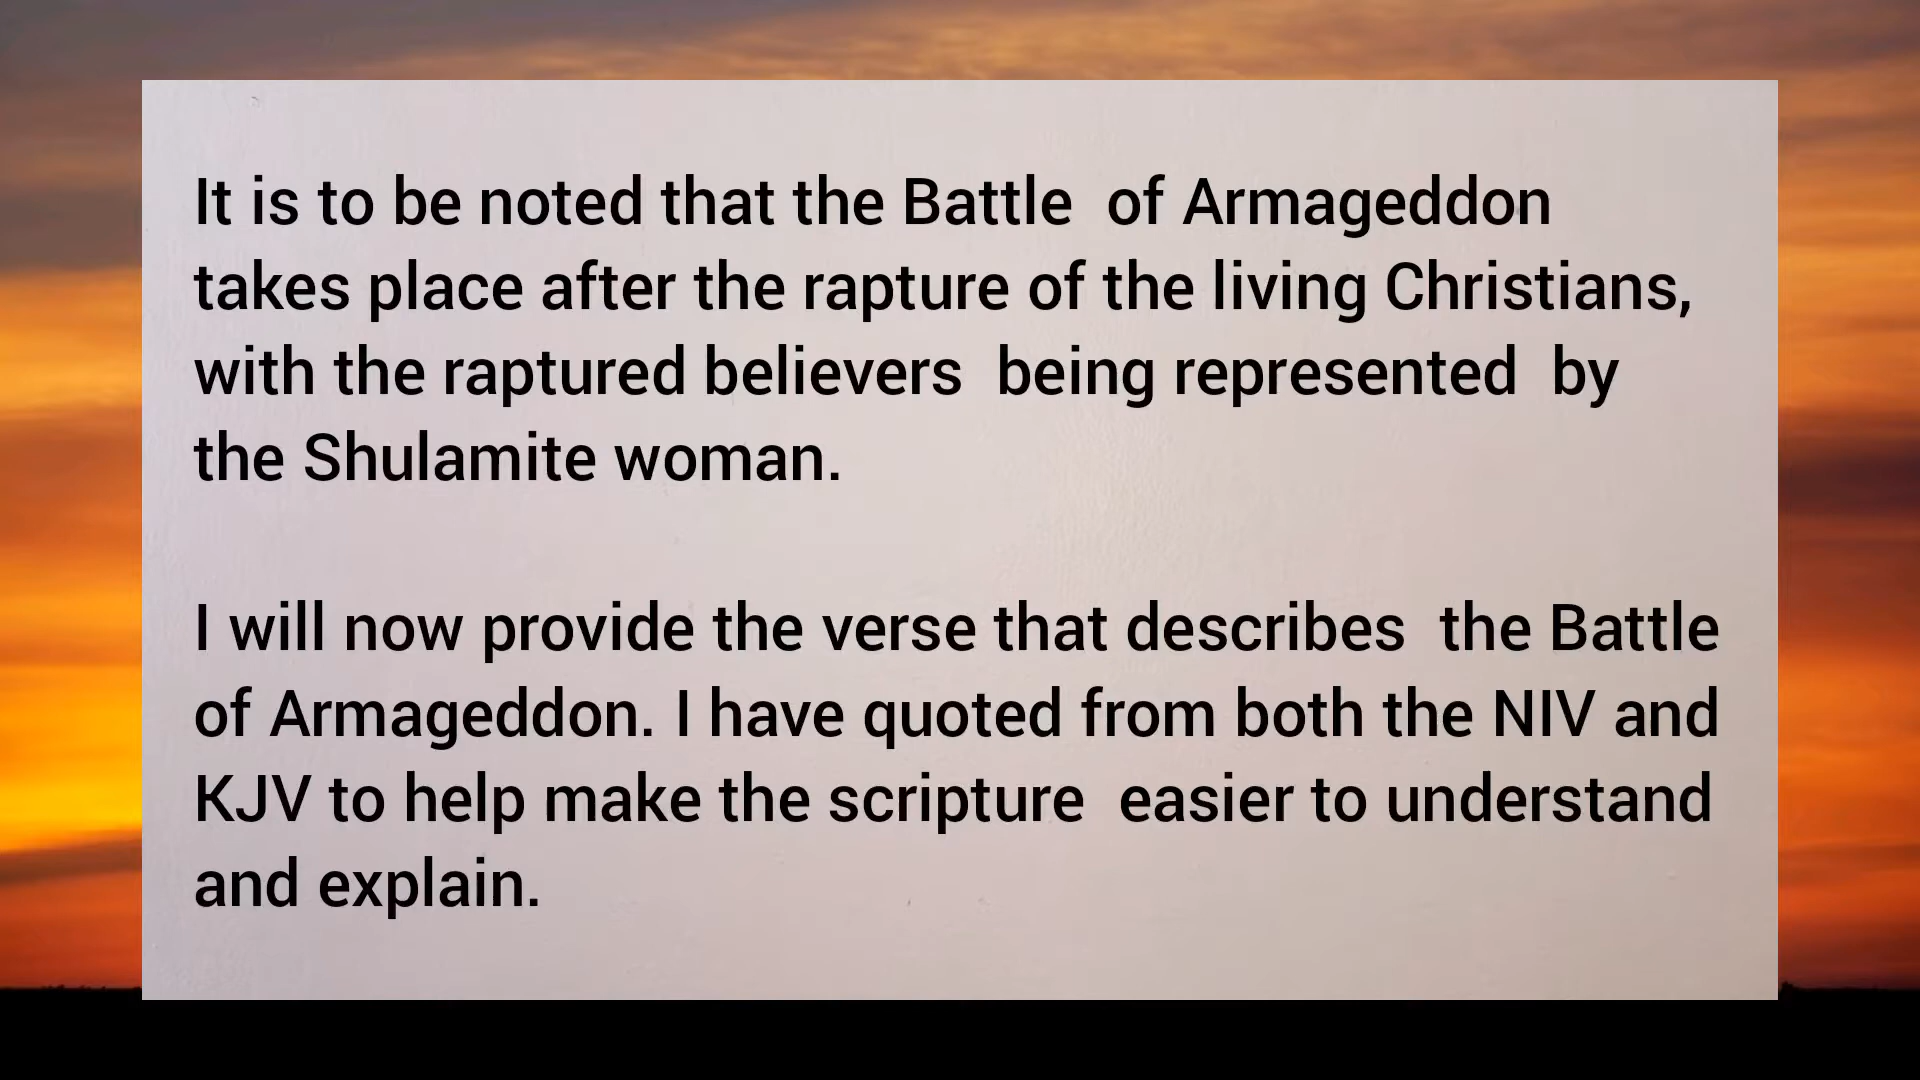 It is to be noted that the Battle  of Armageddon
takes place after the rapture of the living Christians,
with the raptured believers  being represented  by
the Shulamite woman.
I will now provide the verse that describes  the Battle
of Armageddon. I have quoted from both the NIV and
KJV to help make the scripture  easier to understand
and explain.